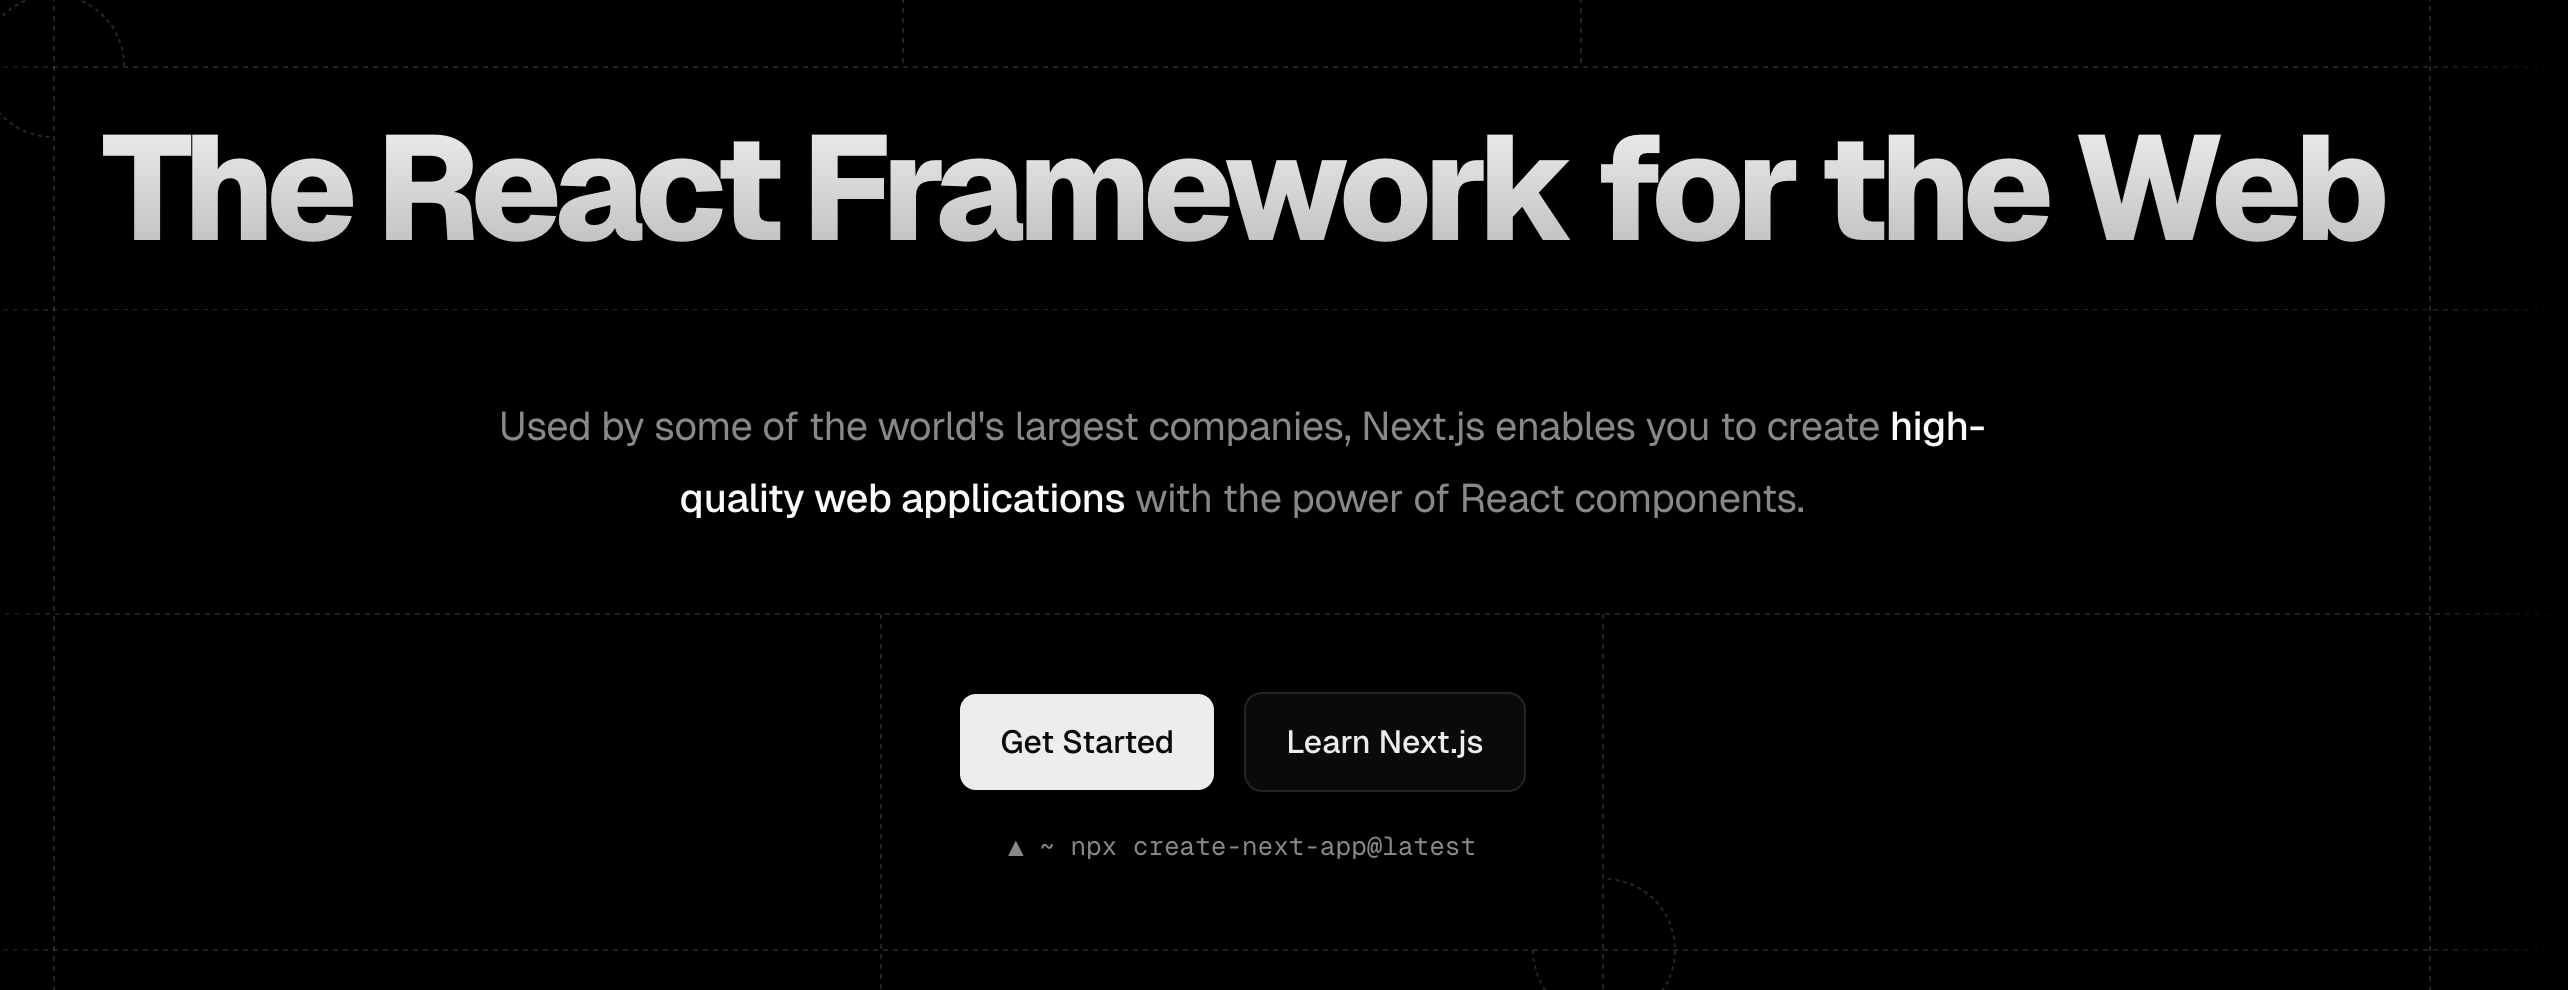 The React Framework for the Web
Used by some of the world's largest companies, Next.js enables you to create high-
quality web applications with the power of React components.
Get Started
Learn Next.js
▲ ~ npx create-next-app@latest